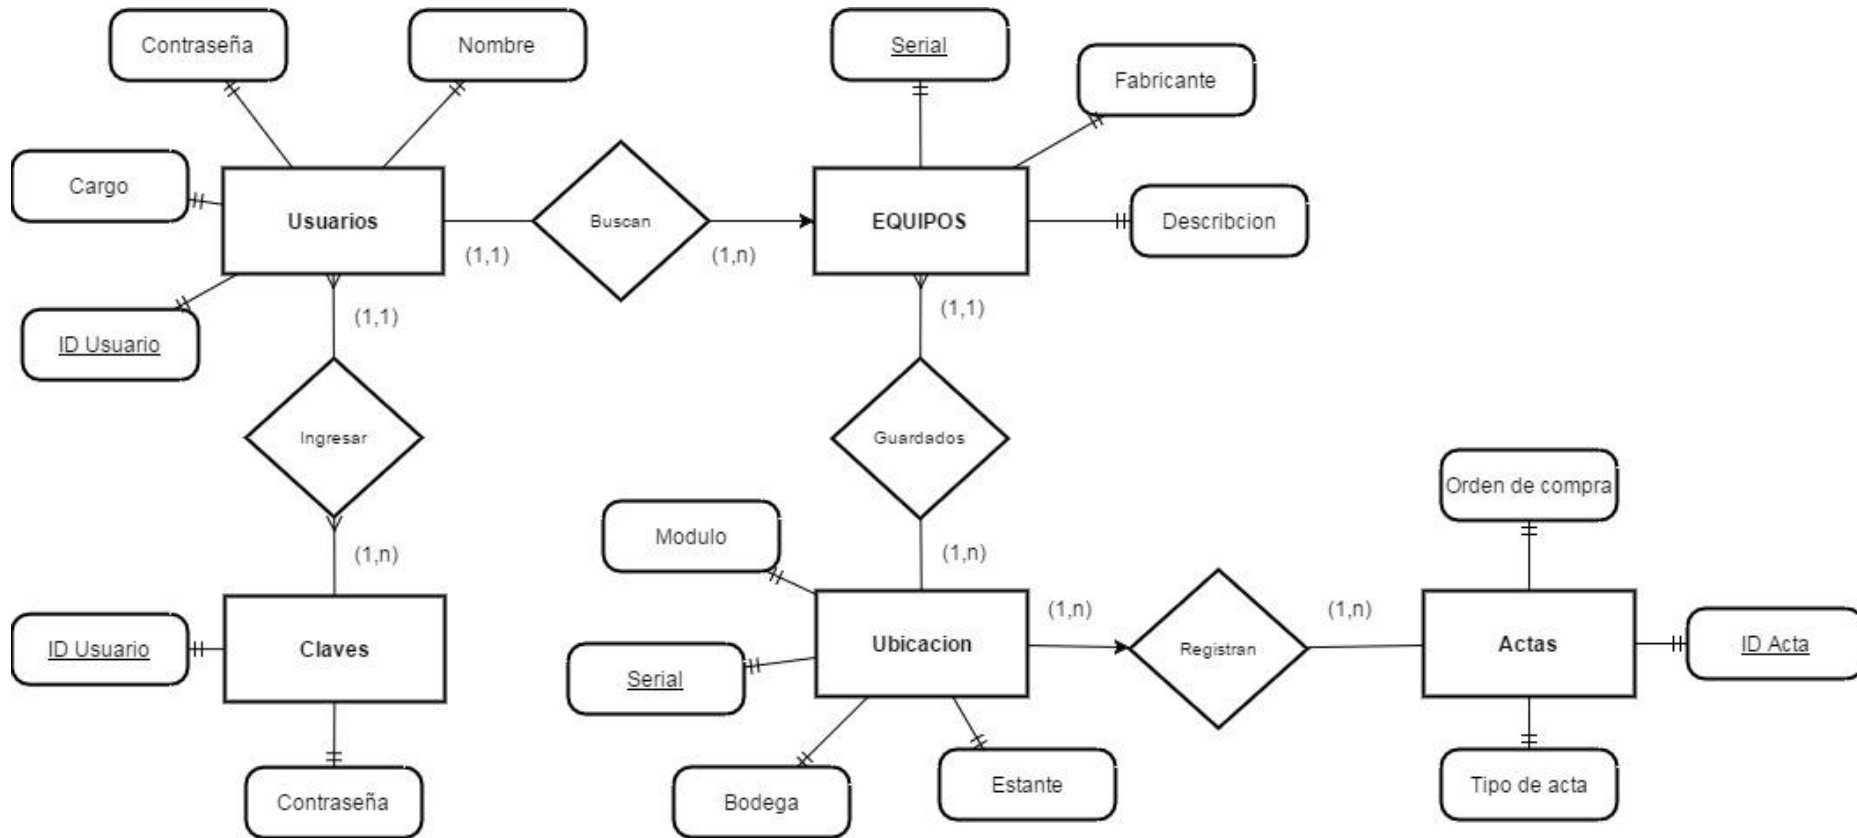 Contraseña
Nombre
Serial
Fabricante
Cargo
Usuarios
Buscan
EQUIPOS
Describcion
(1,1)
(1,n)
(1,1)
(1,1)
ID Usuario
Ingresar
Guardados
Orden de compra
Modulo
(1,n)
(1,n)
(1,n)
(1,n)
ID Usuario
Claves
Serial
Ubicacion
Registran
Actas
ID Acta
Contraseña
Bodega
Estante
Tipo de acta